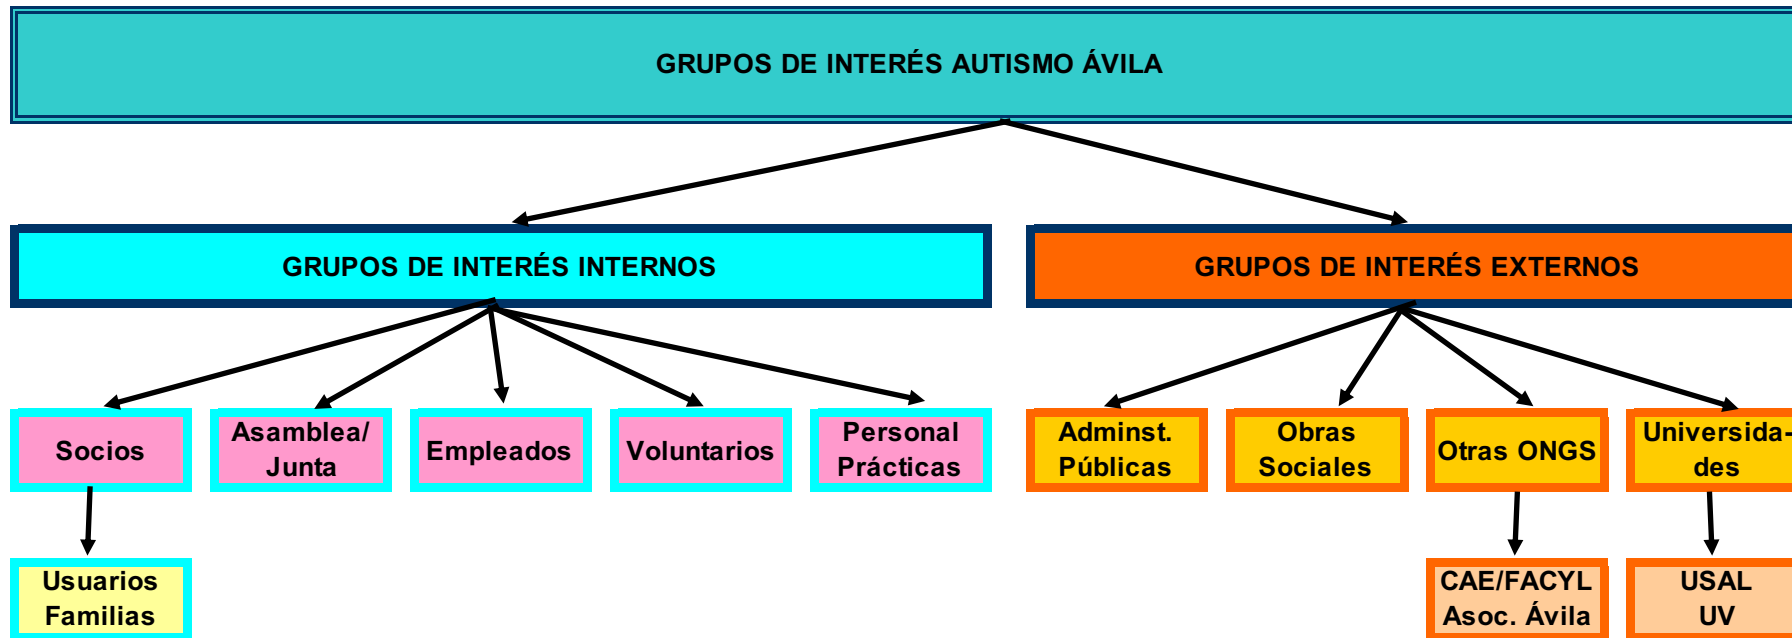 GRUPOS DE INTERÉS AUTISMO ÁVILA
GRUPOS DE INTERÉS INTERNOS
GRUPOS DE INTERÉS EXTERNOS
Socios
Asamblea/
Junta
Empleados
Voluntarios
Personal
Prácticas
Adminst.
Públicas
Obras
Sociales
Otras ONGS
Universida-
des
Usuarios
Familias
CAE/FACYL
Asoc. Ávila
USAL
UV